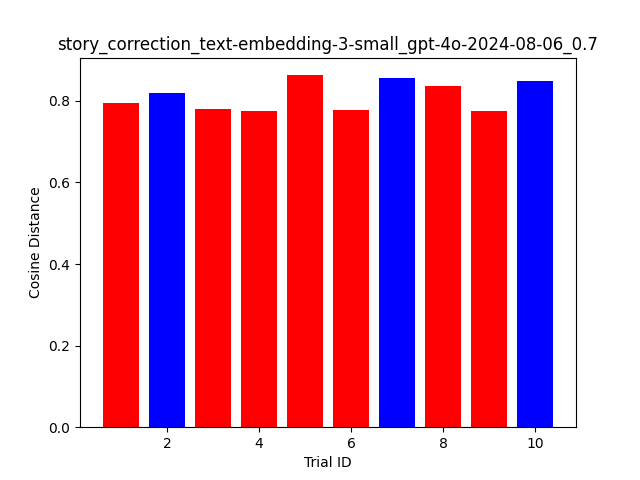 story_correction_text-embedding-3-small_gpt-4o-2024-08-06_0.7
0.8
0.6
0.4
0.2
0.0
Cosine Distance
2 4 6 8 10
Trial ID